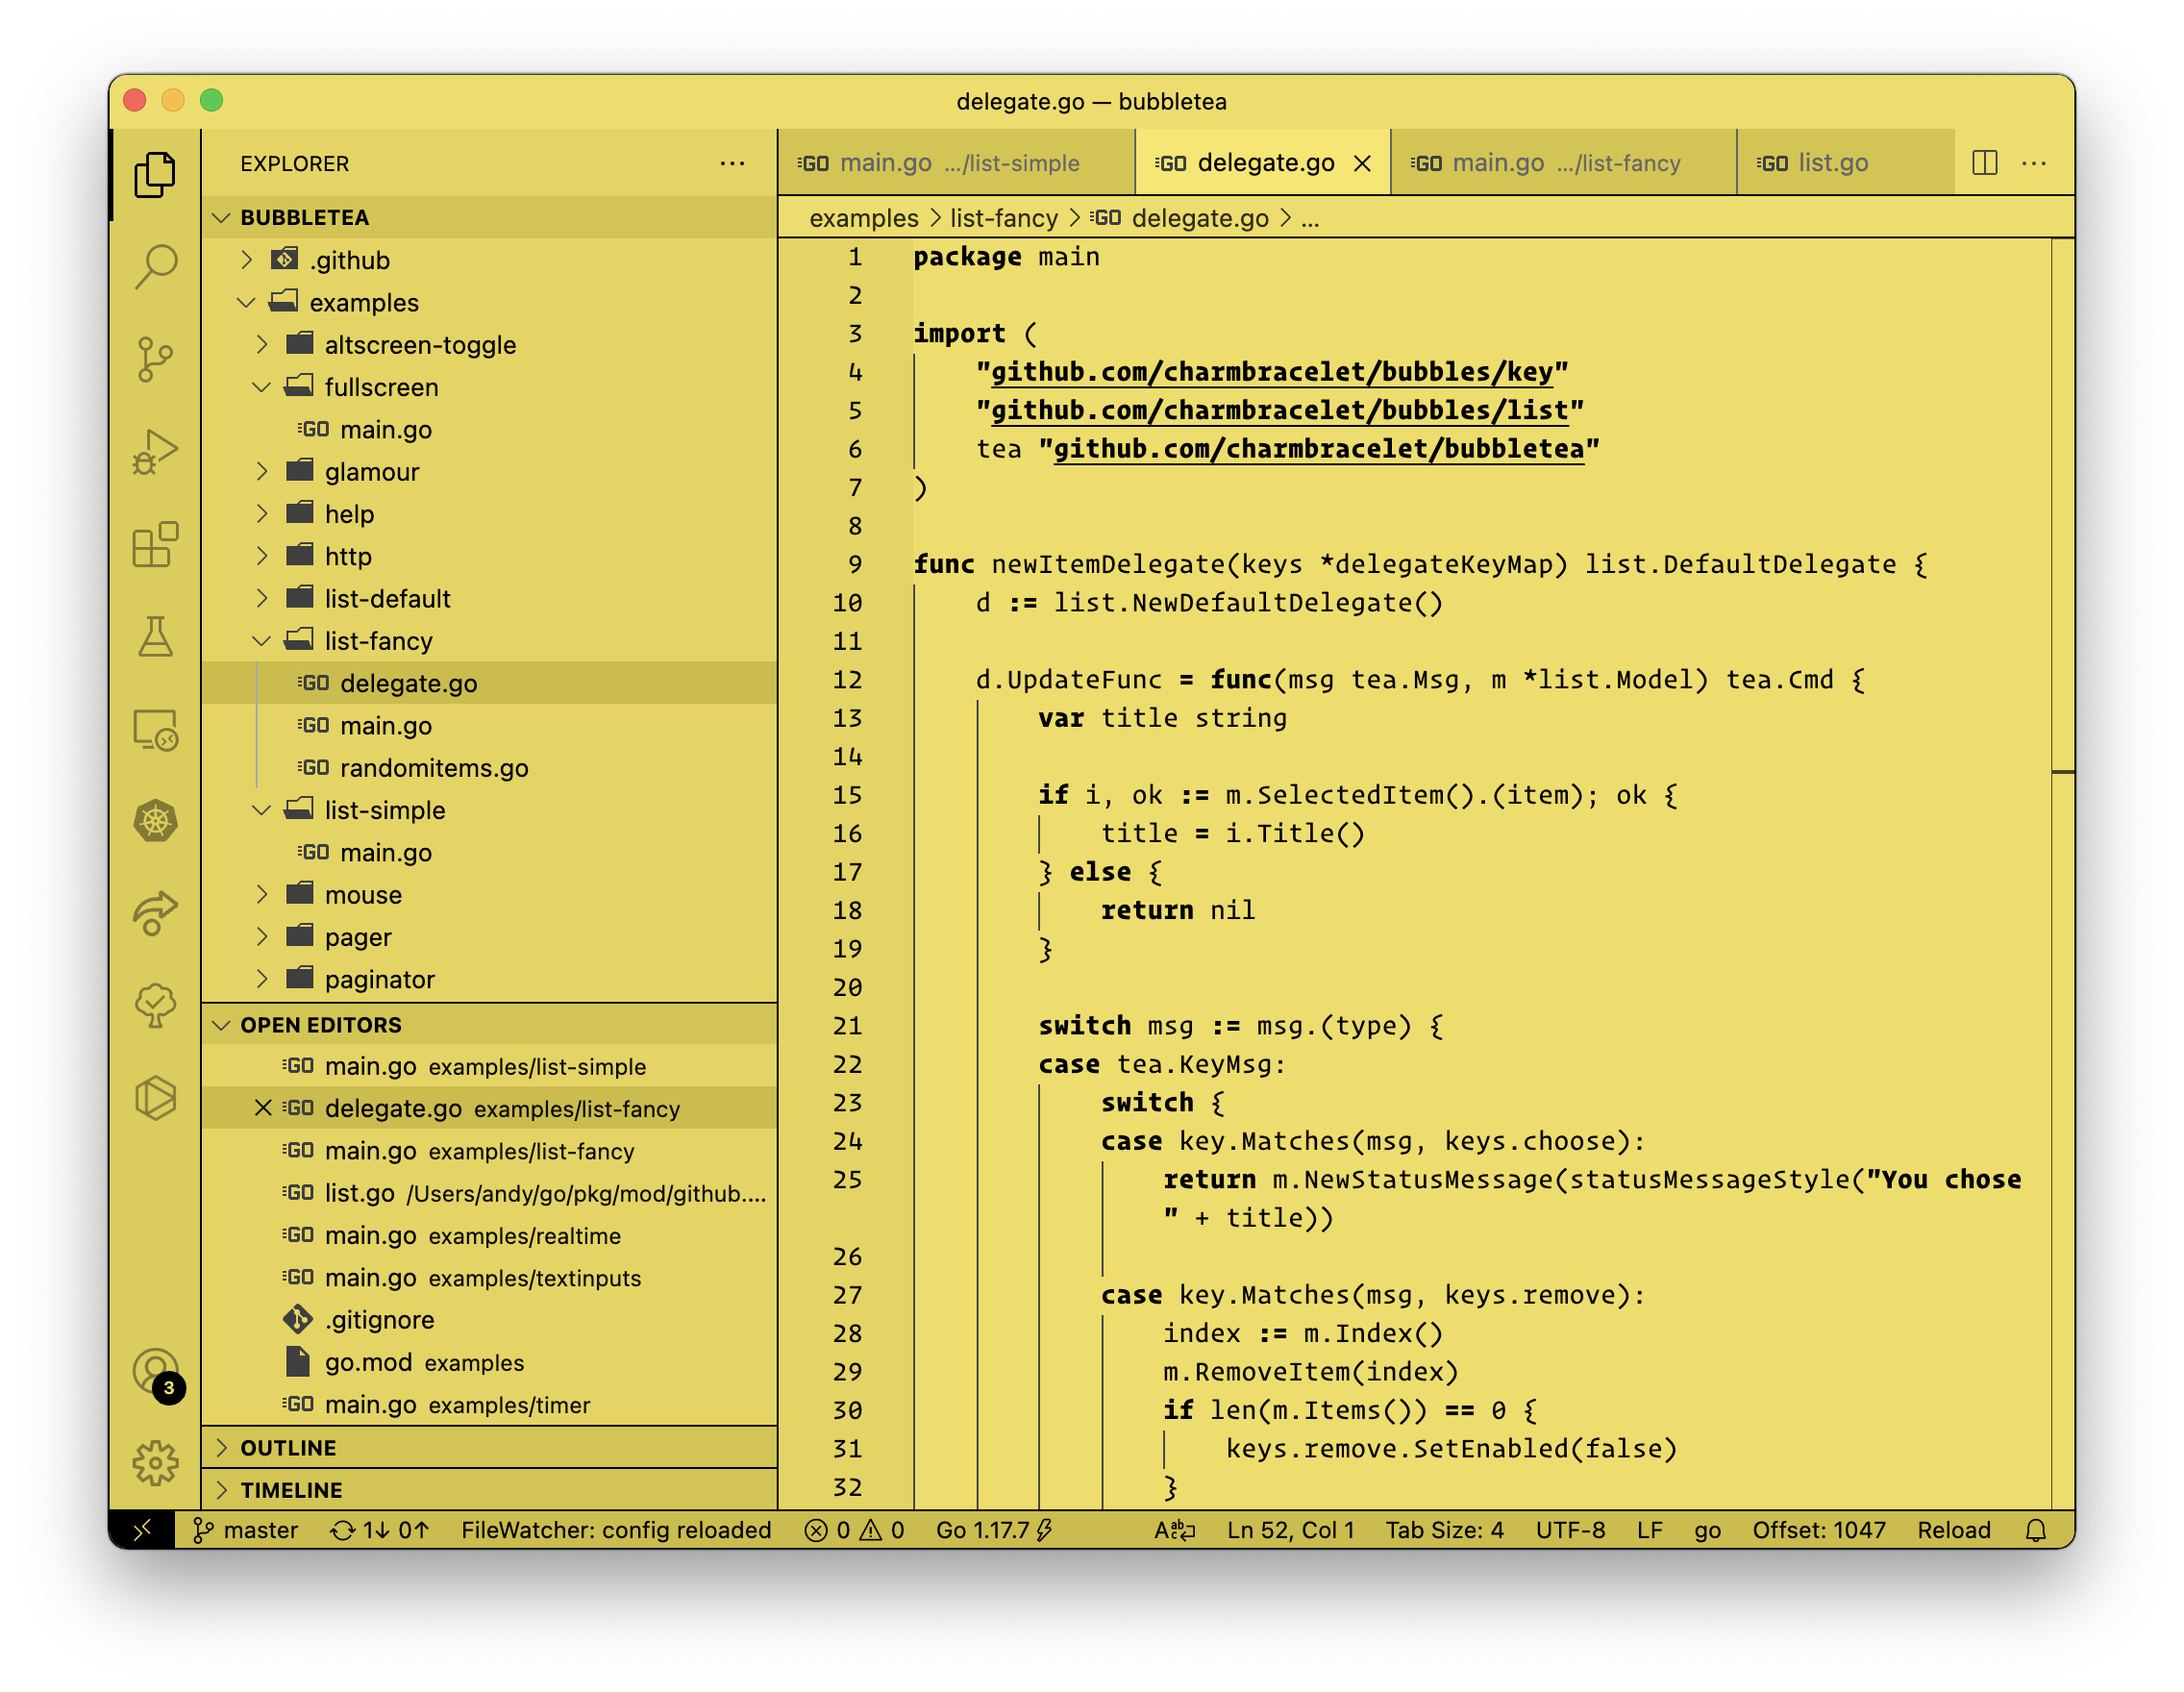 delegate.go — bubbletea
EXPLORER
BUBBLETEA
.github
examples
altscreen-toggle
fullscreen
GO main.go
glamour
help
http
list-default
list-fancy
GO delegate.go
GO main.go
GO randomitems.go
list-simple
GO main.go
mouse
pager
paginator
OPEN EDITORS
GO main.go examples/list-simple
GO delegate.go examples/list-fancy
GO main.go examples/list-fancy
GO list.go /Users/andy/go/pkg/mod/github....
GO main.go examples/realtime
GO main.go examples/textinputs
.gitignore
go.mod examples
GO main.go examples/timer
OUTLINE
TIMELINE
3
GO main.go .../list-simple
GO delegate.go
GO main.go .../list-fancy
GO list.go
examples > list-fancy > GO delegate.go > ...
1 package main
2
3 import (
4 "github.com/charmbracelet/bubbles/key"
5 "github.com/charmbracelet/bubbles/list"
6 tea "github.com/charmbracelet/bubbletea"
7 )
8
9 func newItemDelegate(keys *delegateKeyMap) list.DefaultDelegate {
10 d := list.NewDefaultDelegate()
11
12 d.UpdateFunc = func(msg tea.Msg, m *list.Model) tea.Cmd {
13 var title string
14
15 if i, ok := m.SelectedItem().(item); ok {
16 title = i.Title()
17 } else {
18 return nil
19 }
20
21 switch msg := msg.(type) {
22 case tea.KeyMsg:
23 switch {
24 case key.Matches(msg, keys.choose):
25 return m.NewStatusMessage(statusMessageStyle("You chose
" + title))
26
27 case key.Matches(msg, keys.remove):
28 index := m.Index()
29 m.RemoveItem(index)
30 if len(m.Items()) == 0 {
31 keys.remove.SetEnabled(false)
32 }
master 1↓ 0↑ FileWatcher: config reloaded 0 0 Go 1.17.7 Ln 52, Col 1 Tab Size: 4 UTF-8 LF go Offset: 1047 Reload